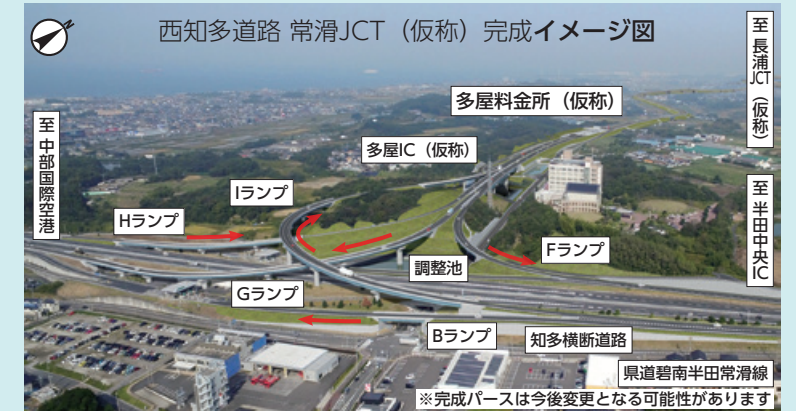 西知多道路 常滑JCT（仮称）完成イメージ図
至 長浦JCT（仮称）
多屋料金所（仮称）
至 中部国際空港
多屋IC（仮称）
至 半田中央IC
Iランプ
Hランプ
Fランプ
調整池
Gランプ
Bランプ
知多横断道路
県道碧南半田常滑線
※完成パースは今後変更となる可能性があります